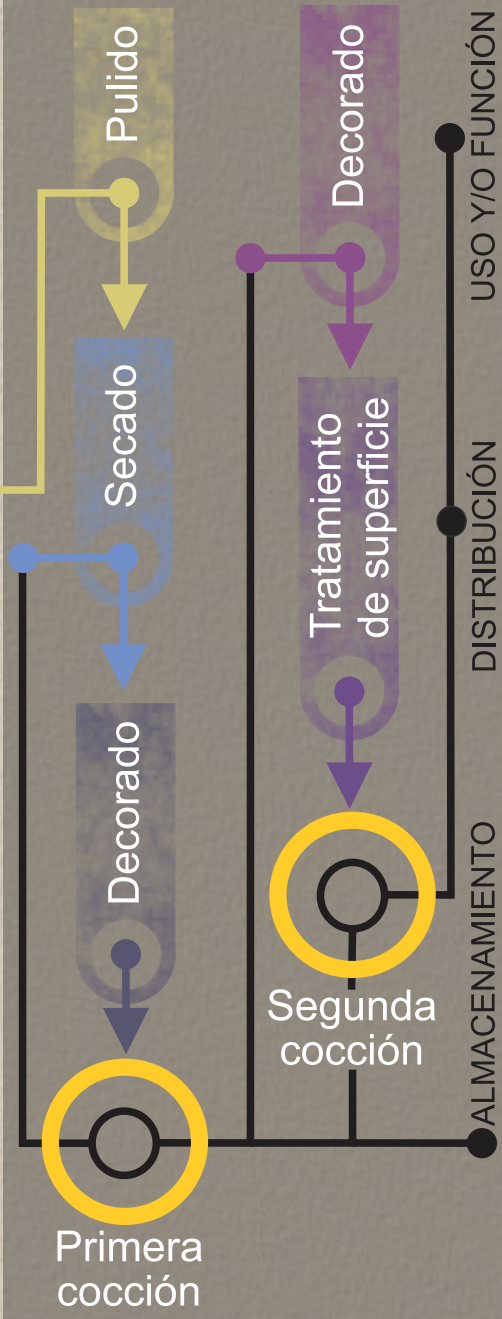 Pulido
Secado
Decorado
Primera
cocción
Decorado
Tratamiento
de superficie
Segunda
cocción
ALMACENAMIENTO
DISTRIBUCIÓN
USO Y/O FUNCIÓN